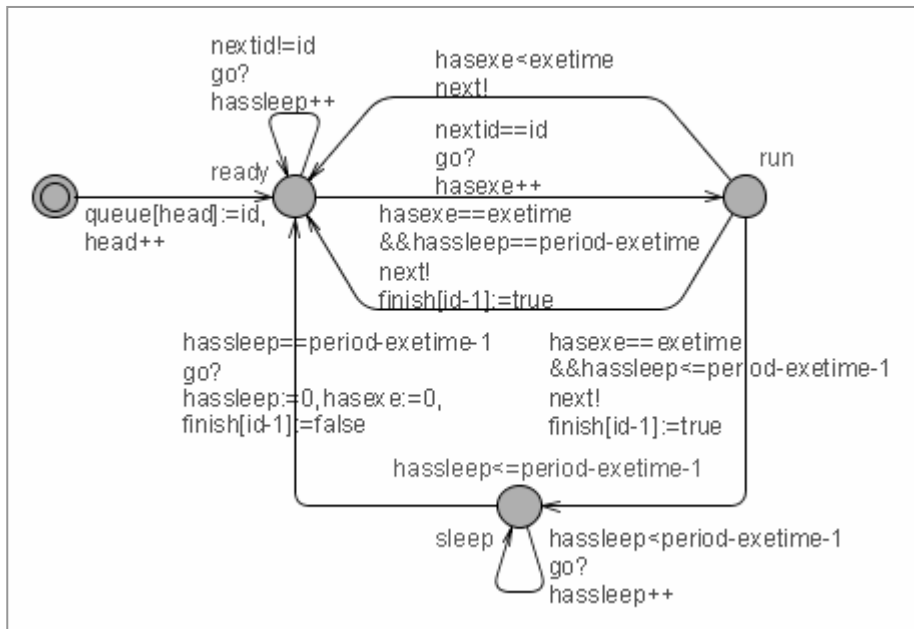 nextid!=id
go?
hassleep++
hasexe<exetime
next!
nextid==id
go?
hasexe++
ready
run
queue[head]:=id,
head++
hasexe==exetime
&&hassleep==period-exetime
next!
finish[id-1]:=true
hassleep==period-exetime-1
go?
hassleep:=0,hasexe:=0,
finish[id-1]:=false
hasexe==exetime
&&hassleep<=period-exetime-1
next!
finish[id-1]:=true
hassleep<=period-exetime-1
sleep
hassleep<period-exetime-1
go?
hassleep++